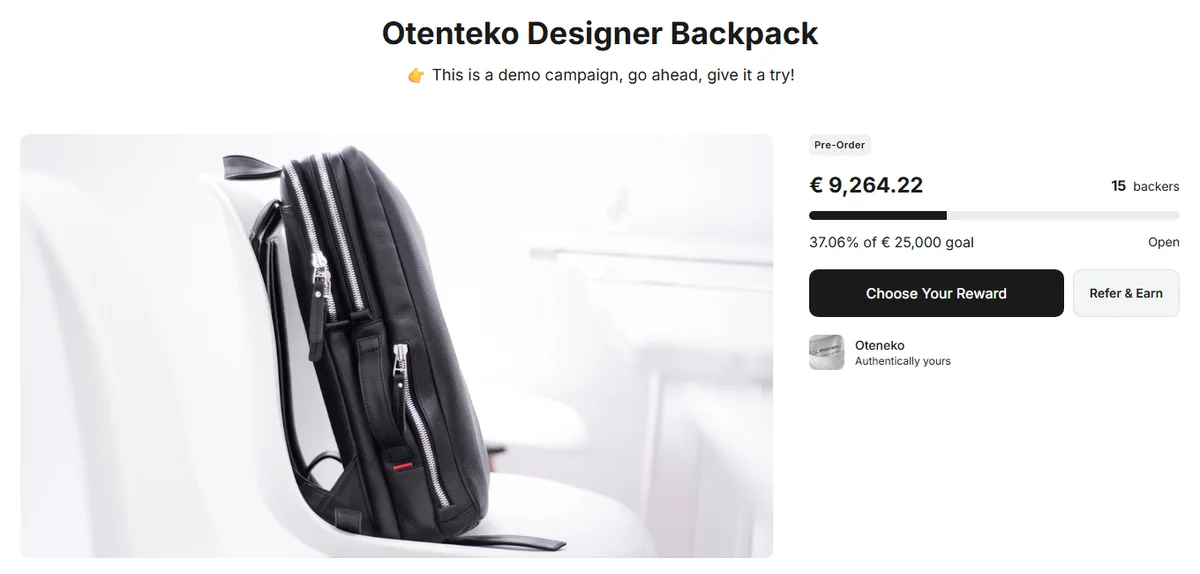 Otenteko Designer Backpack
👉 This is a demo campaign, go ahead, give it a try!
Pre-Order
€ 9,264.22
15 backers
37.06% of € 25,000 goal
Open
Choose Your Reward
Refer & Earn
Oteneko
Authentically yours